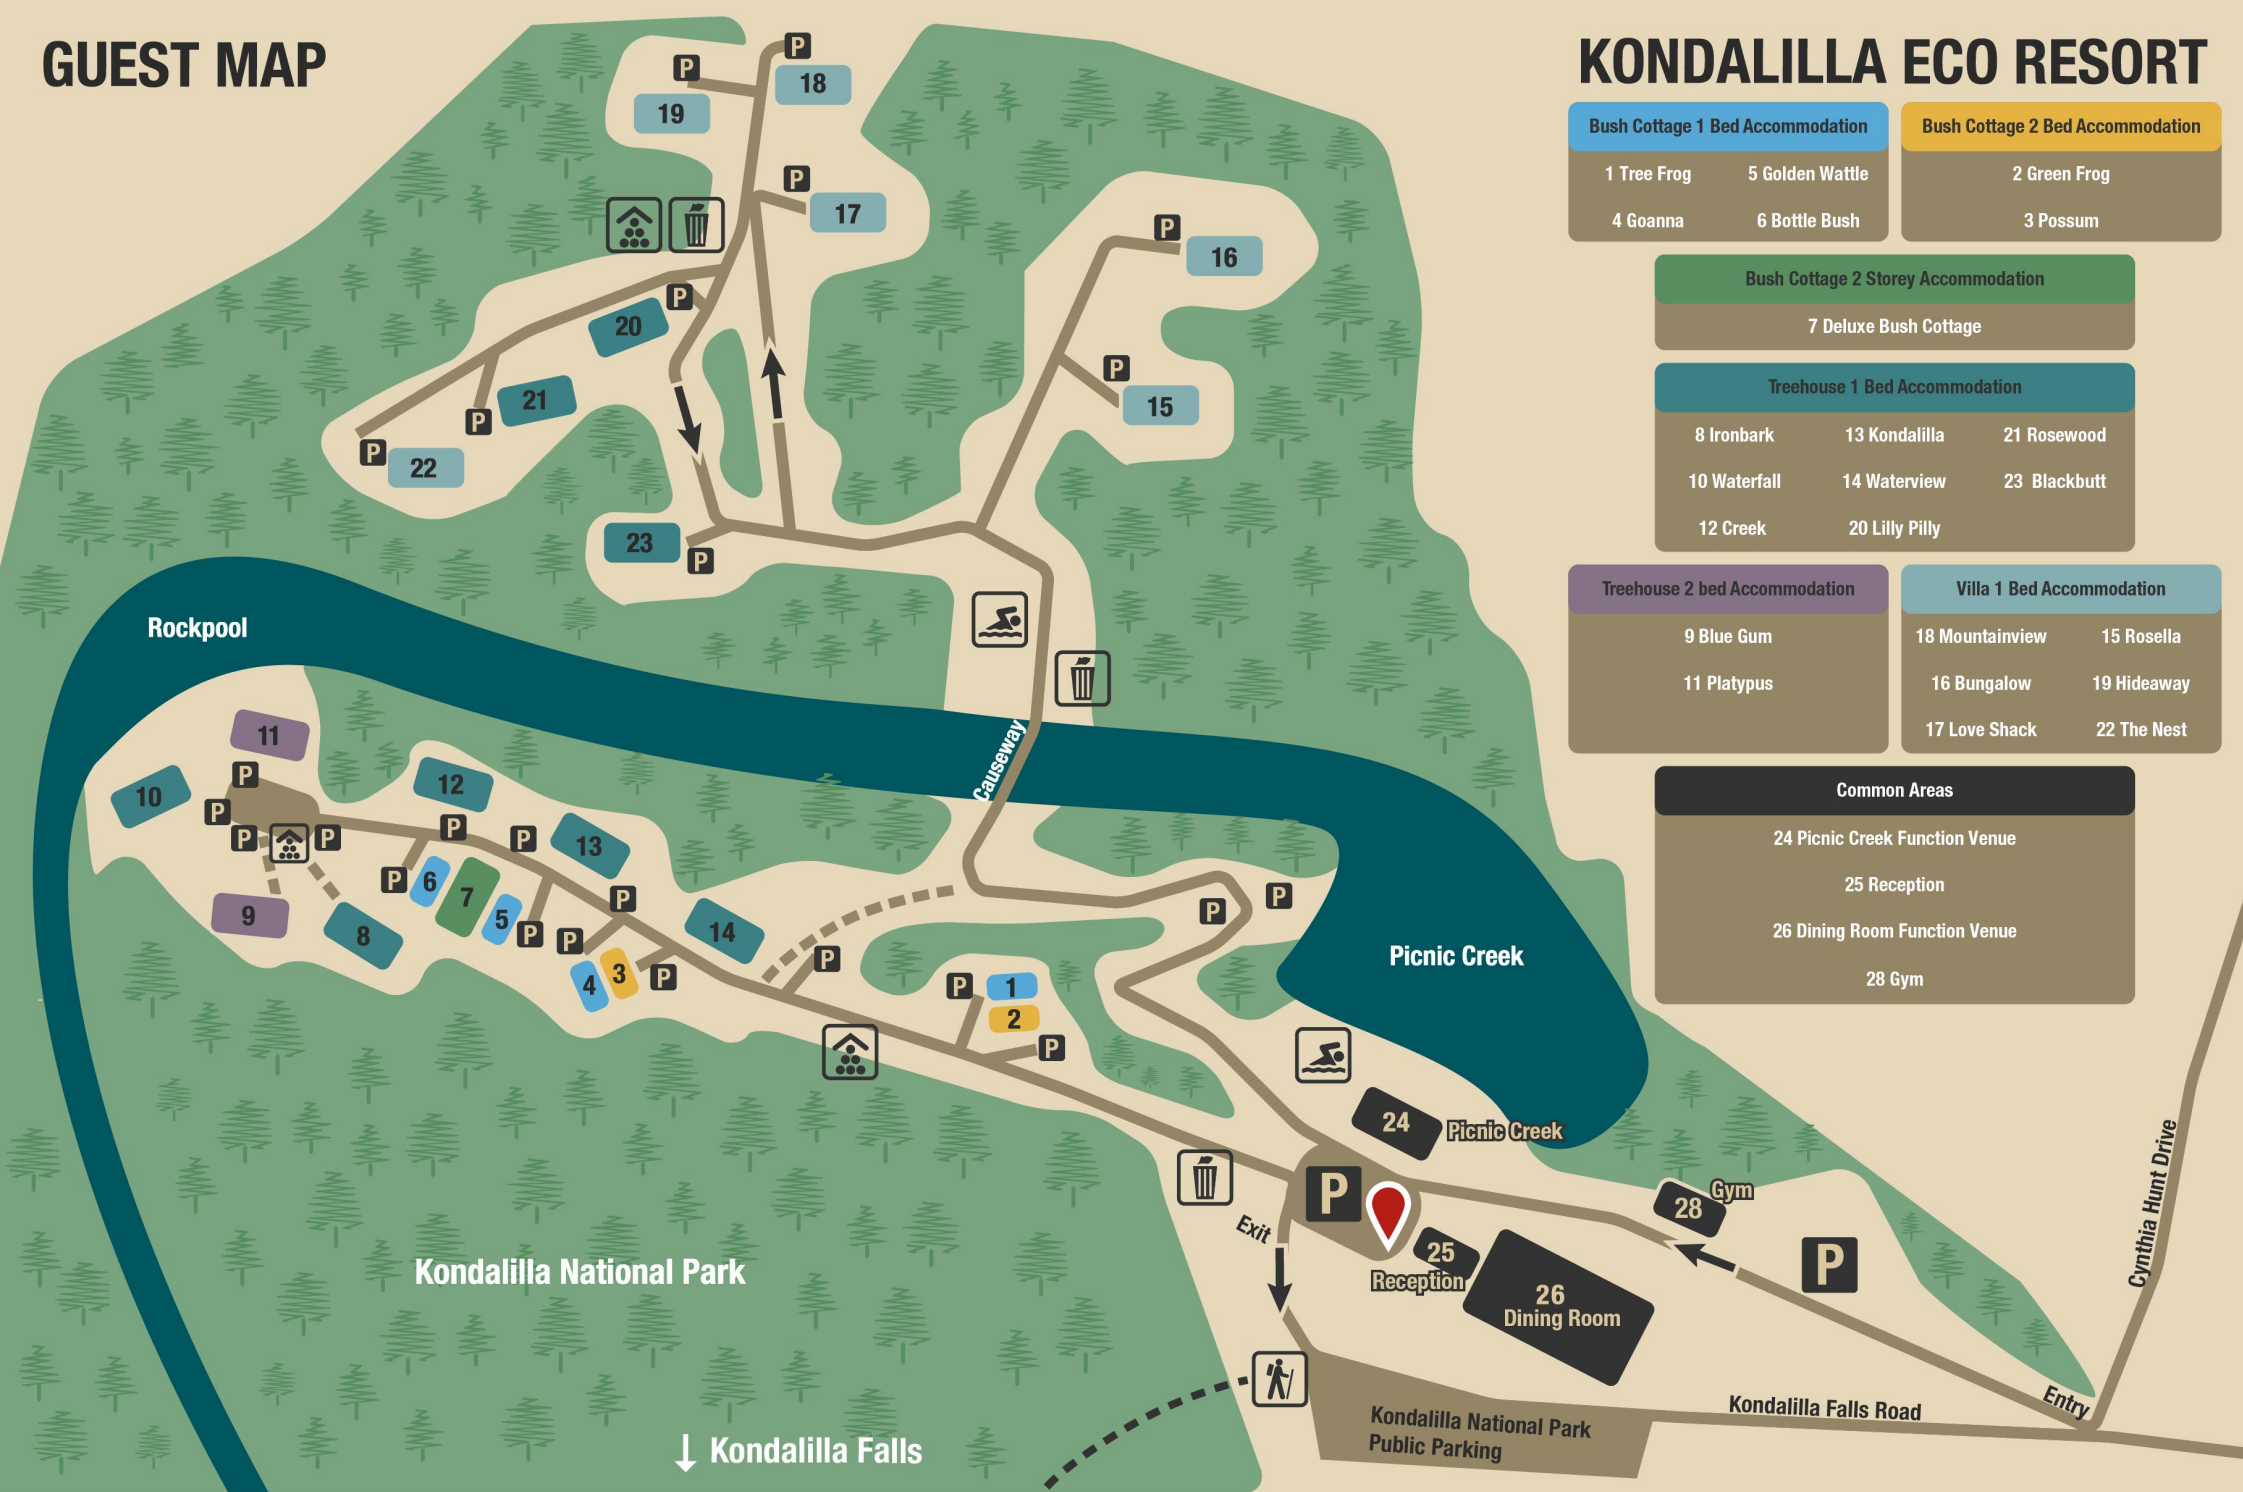 GUEST MAP
KONDALILLA ECO RESORT
Bush Cottage 1 Bed Accommodation
1 Tree Frog
5 Golden Wattle
4 Goanna
6 Bottle Bush
Bush Cottage 2 Bed Accommodation
2 Green Frog
3 Possum
Bush Cottage 2 Storey Accommodation
7 Deluxe Bush Cottage
Treehouse 1 Bed Accommodation
8 Ironbark
13 Kondalilla
21 Rosewood
10 Waterfall
14 Waterview
23 Blackbutt
12 Creek
20 Lilly Pilly
Treehouse 2 bed Accommodation
9 Blue Gum
11 Platypus
Villa 1 Bed Accommodation
18 Mountainview
15 Rosella
16 Bungalow
19 Hideaway
17 Love Shack
22 The Nest
Common Areas
24 Picnic Creek Function Venue
25 Reception
26 Dining Room Function Venue
28 Gym
P
P
18
19
P
17
P
16
P
20
P
15
21
P
P
22
23
P
Rockpool
Causeway
11
P
10
P
P
P
12
P
P
13
P
6
7
5
P
9
8
P
P
14
4
3
P
P
P
1
2
P
P
P
Picnic Creek
24
Picnic Creek
P
Exit
25
Reception
26
Dining Room
28
Gym
P
Cynthia Hunt Drive
Entry
Kondalilla Falls Road
Kondalilla National Park
Public Parking
Kondalilla National Park
Kondalilla Falls